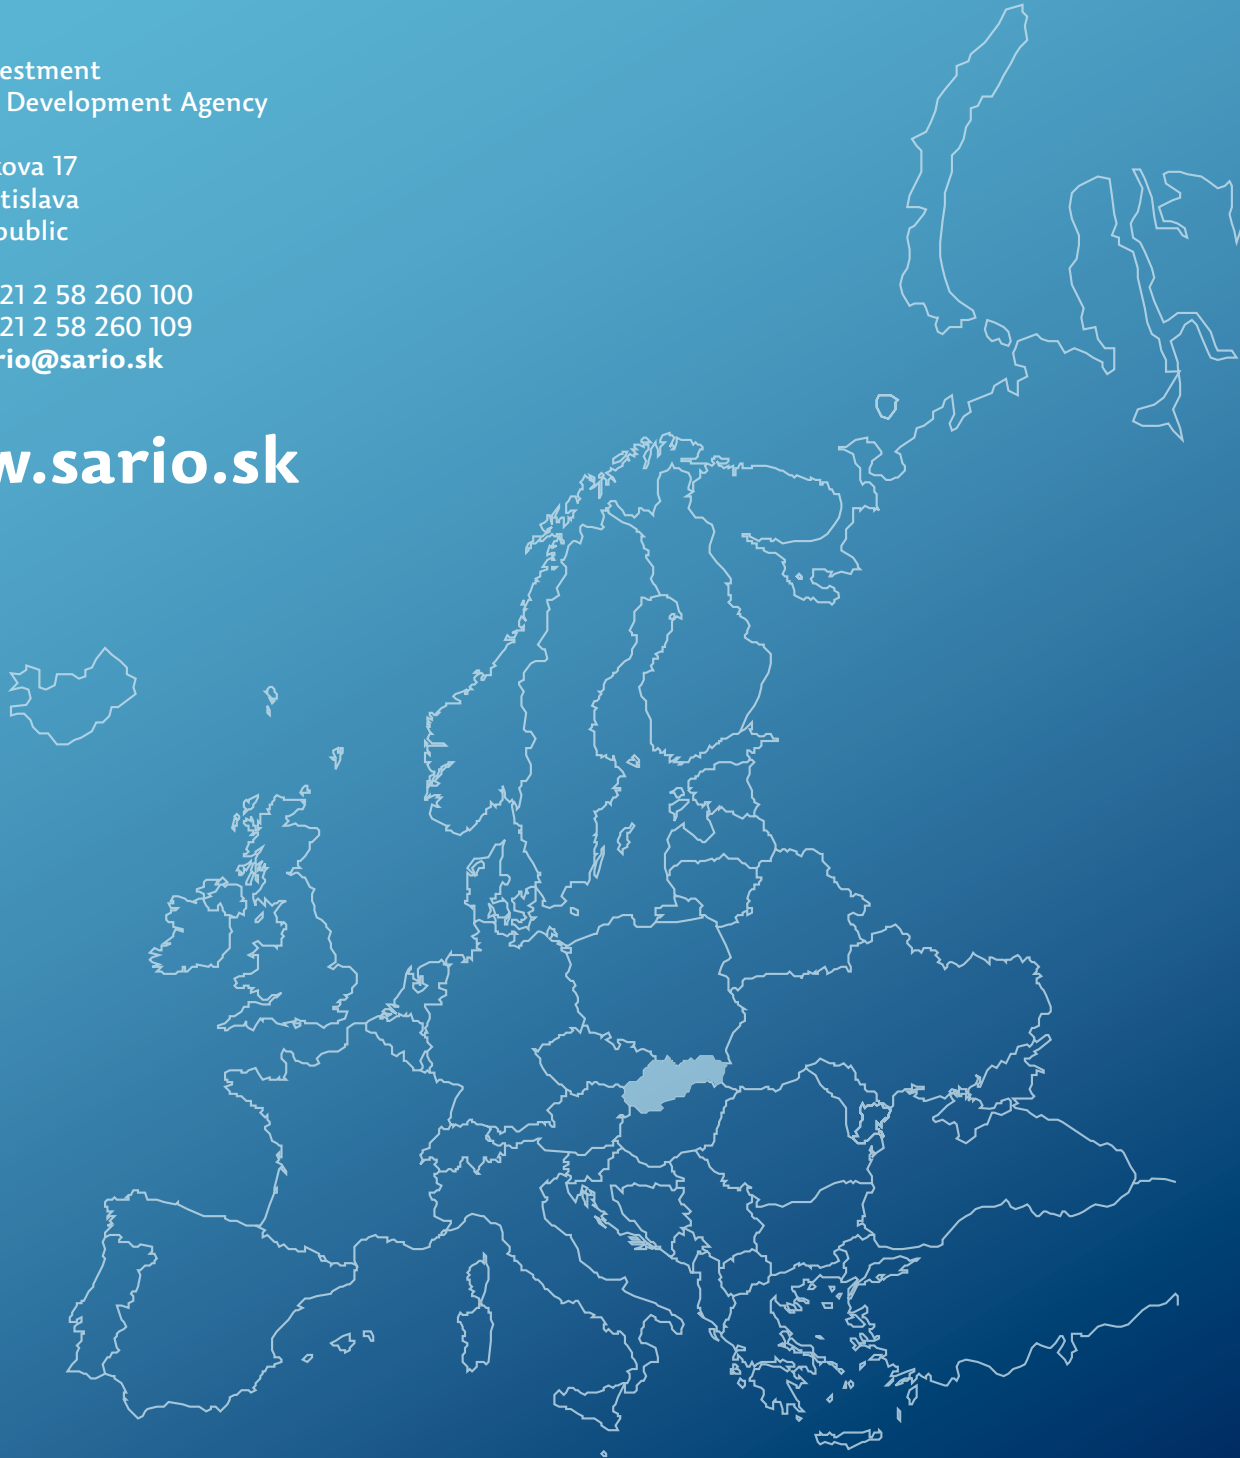 estment
Development Agency
ova 17
tislava
public
21 2 58 260 100
21 2 58 260 109
rio@sario.sk
w.sario.sk